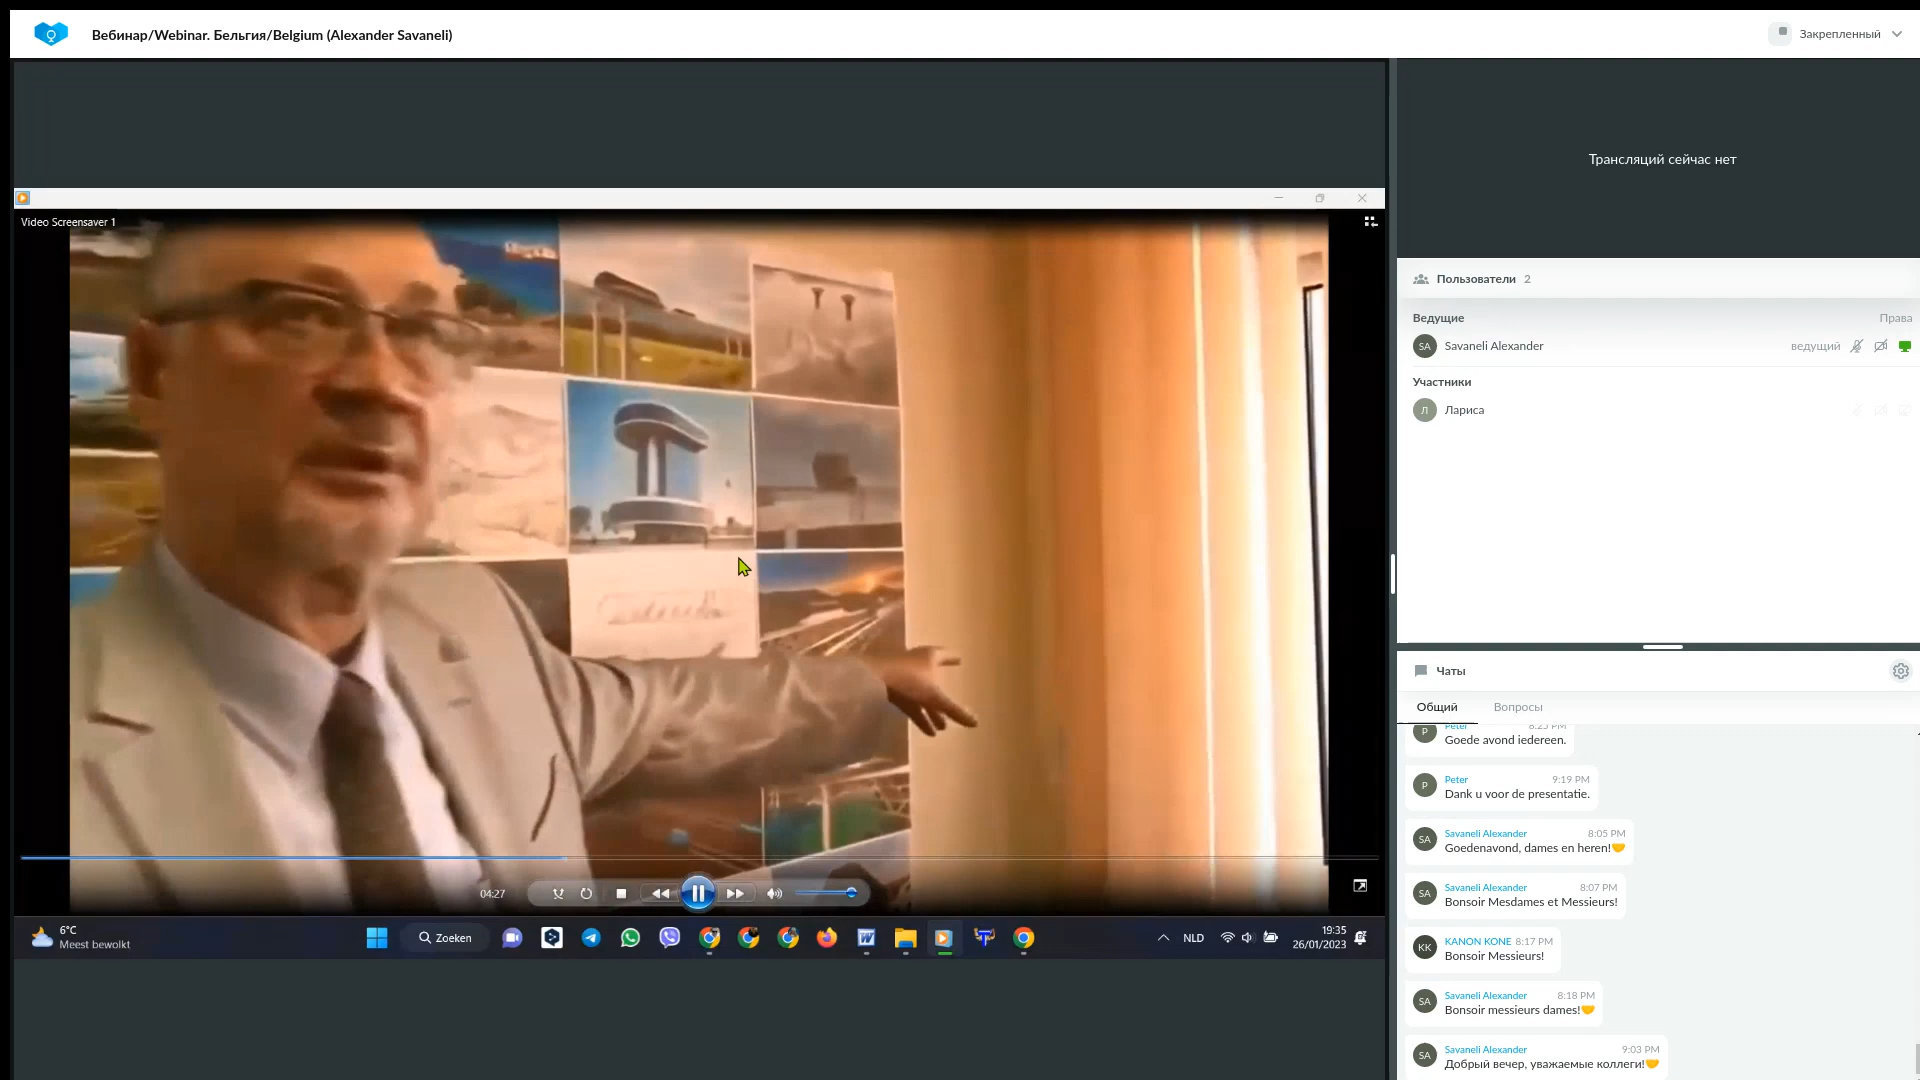 Вебинар/Webinar. Бельгия/Belgium (Alexander Savaneli)
Закрепленный
Video Screensaver 1
04:27
6°C
Meest bewolkt
Zoeken
NLD
19:35
26/01/2023
Трансляций сейчас нет
Пользователи 2
Ведущие Права
SA Savaneli Alexander ведущий
Участники
Л Лариса
Чаты
Общий Вопросы
P Peter 8:25 PM
Goede avond iedereen.
P Peter 9:19 PM
Dank u voor de presentatie.
SA Savaneli Alexander 8:05 PM
Goedenavond, dames en heren!🤝
SA Savaneli Alexander 8:07 PM
Bonsoir Mesdames et Messieurs!
KK KANON KONE 8:17 PM
Bonsoir Messieurs!
SA Savaneli Alexander 8:18 PM
Bonsoir messieurs dames!🤝
SA Savaneli Alexander 9:03 PM
Добрый вечер, уважаемые коллеги!🤝